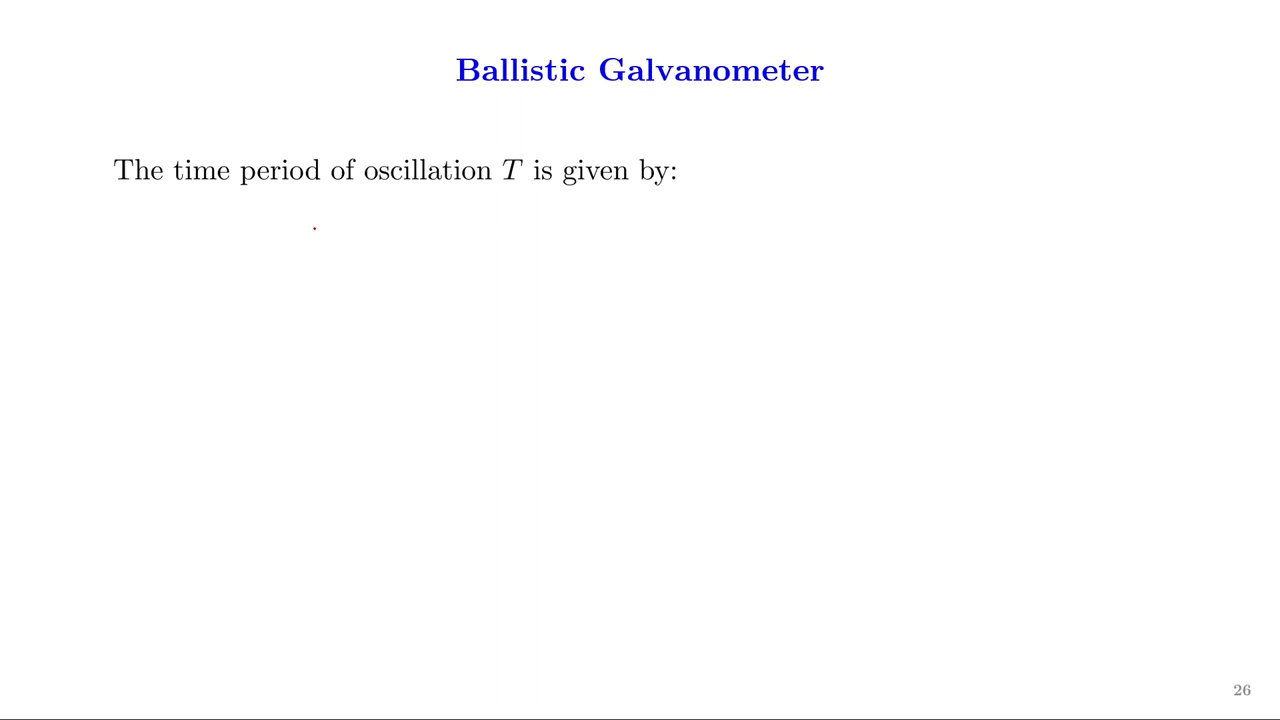 Ballistic Galvanometer
The time period of oscillation T is given by:
26